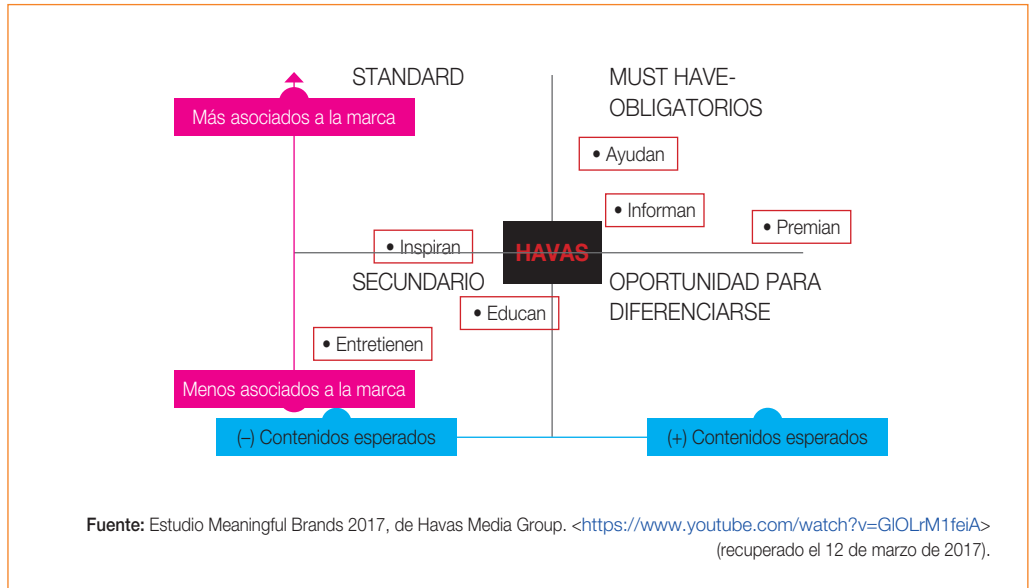 STANDARD
MUST HAVE-
OBLIGATORIOS
Más asociados a la marca
• Ayudan
• Informan
• Premian
• Inspiran
HAVAS
SECUNDARIO
OPORTUNIDAD PARA
DIFERENCIARSE
• Educan
• Entretienen
Menos asociados a la marca
(–) Contenidos esperados
(+) Contenidos esperados
Fuente: Estudio Meaningful Brands 2017, de Havas Media Group. <https://www.youtube.com/watch?v=GlOLrM1feiA>
(recuperado el 12 de marzo de 2017).